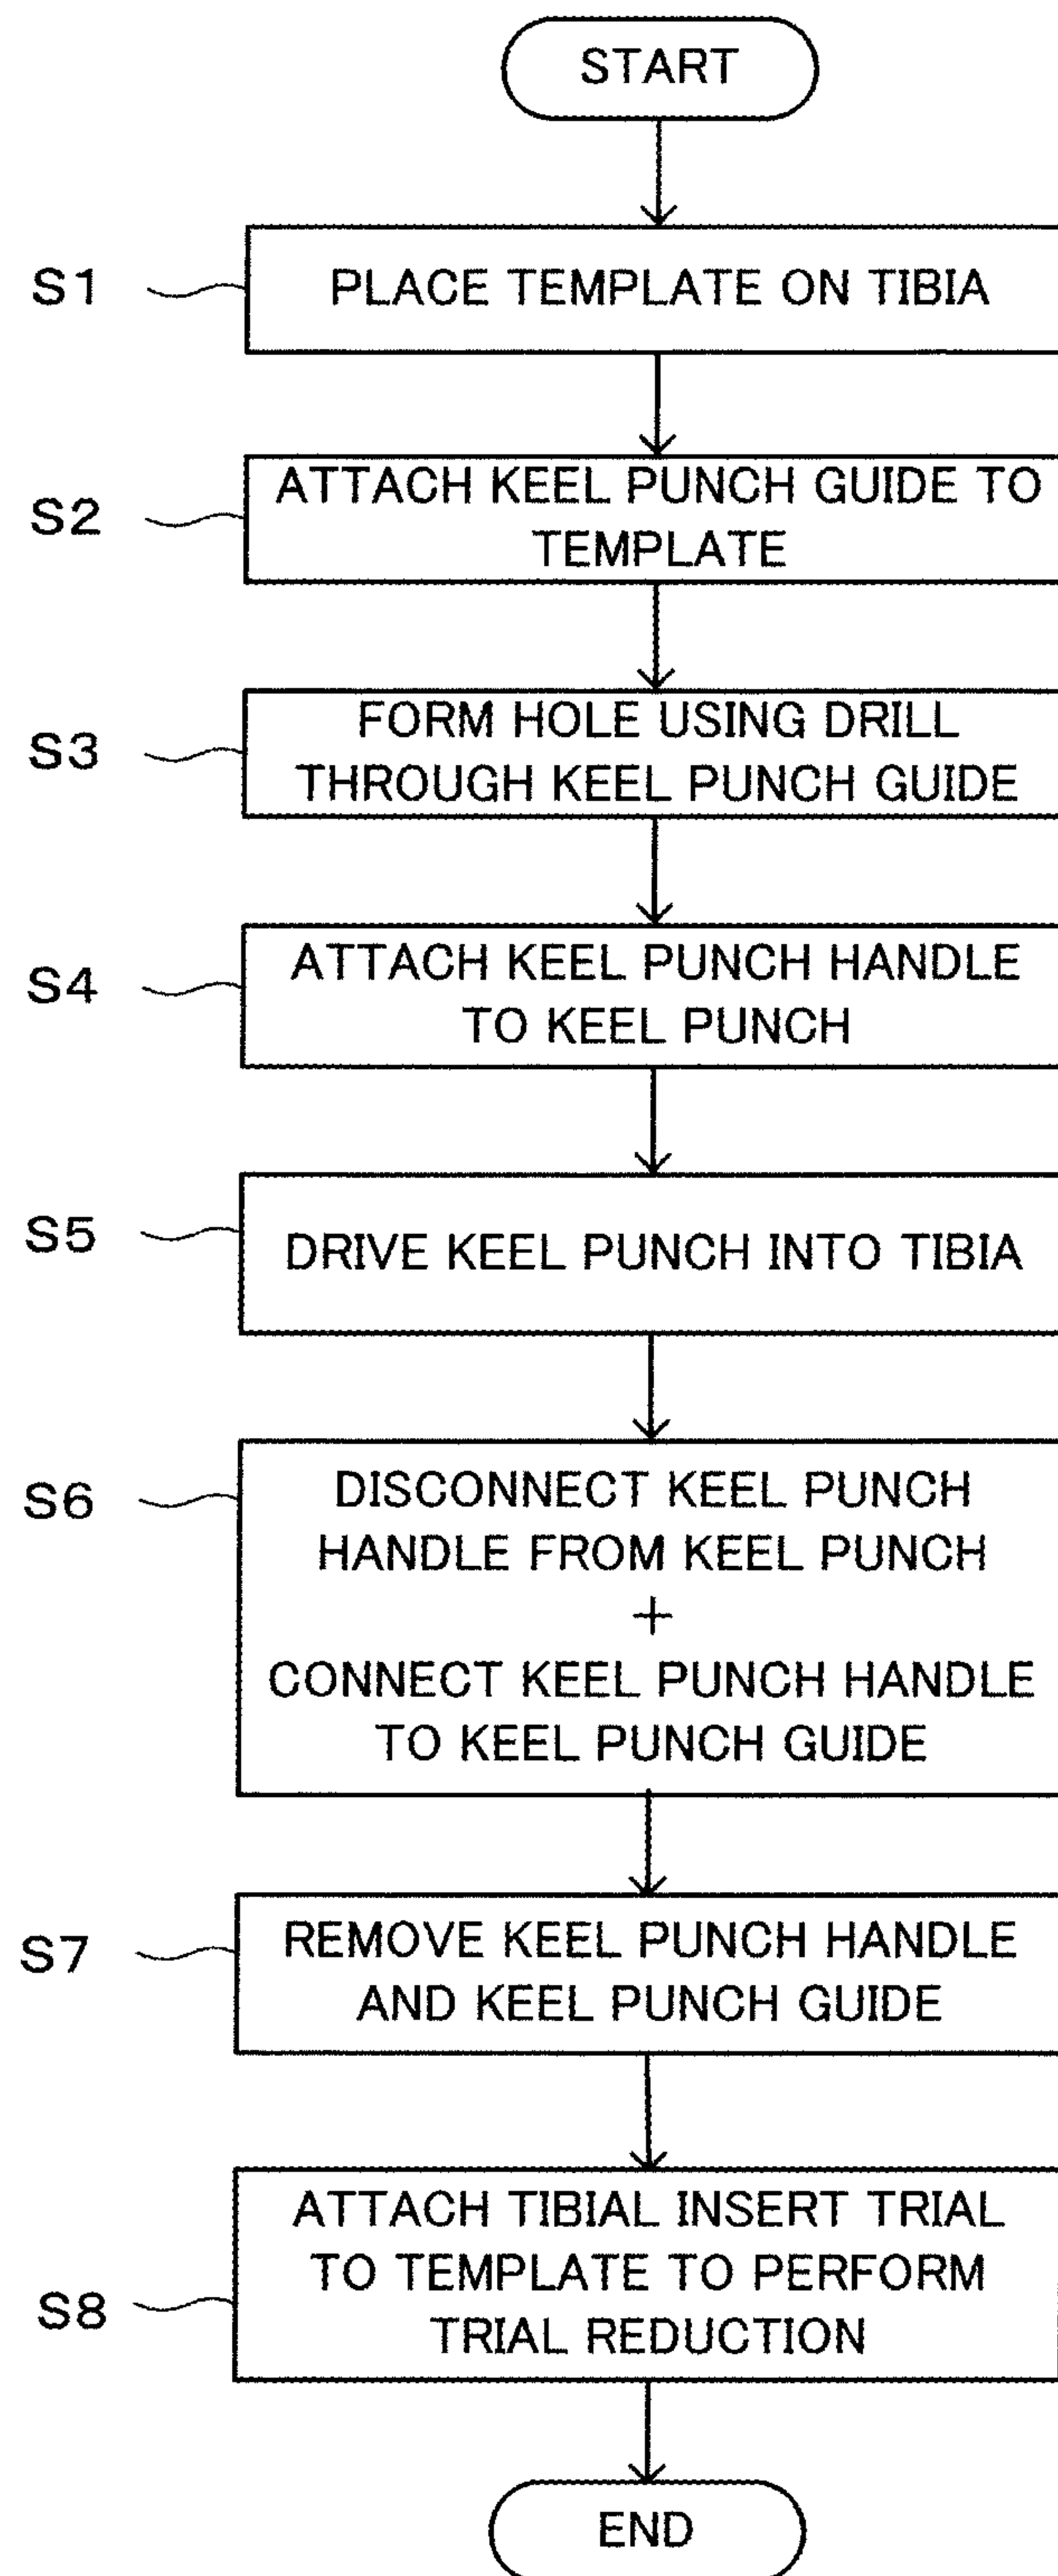 START
S1
PLACE TEMPLATE ON TIBIA
S2
ATTACH KEEL PUNCH GUIDE TO
TEMPLATE
S3
FORM HOLE USING DRILL
THROUGH KEEL PUNCH GUIDE
S4
ATTACH KEEL PUNCH HANDLE
TO KEEL PUNCH
S5
DRIVE KEEL PUNCH INTO TIBIA
S6
DISCONNECT KEEL PUNCH
HANDLE FROM KEEL PUNCH
+
CONNECT KEEL PUNCH HANDLE
TO KEEL PUNCH GUIDE
S7
REMOVE KEEL PUNCH HANDLE
AND KEEL PUNCH GUIDE
S8
ATTACH TIBIAL INSERT TRIAL
TO TEMPLATE TO PERFORM
TRIAL REDUCTION
END